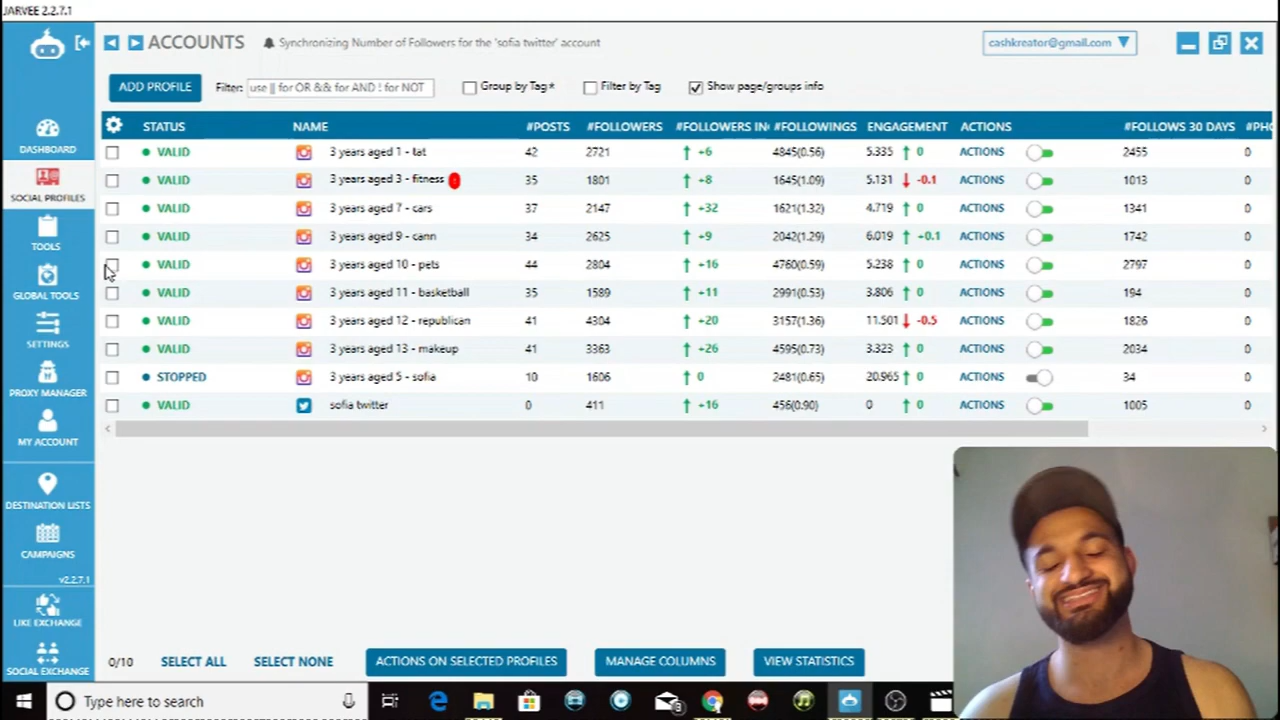 JARVEE 2.2.7.1
ACCOUNTS Synchronizing Number of Followers for the 'sofia twitter' account cashkreator@gmail.com
ADD PROFILE Filter: use || for OR && for AND ! for NOT Group by Tag* Filter by Tag Show page/groups info
STATUS NAME #POSTS #FOLLOWERS #FOLLOWERS IN #FOLLOWINGS ENGAGEMENT ACTIONS #FOLLOWS 30 DAYS #PHO
VALID 3 years aged 1 - tat 42 2721 +6 4845(0.56) 5.335 0 ACTIONS 2455 0
VALID 3 years aged 3 - fitness 35 1801 +8 1645(1.09) 5.131 -0.1 ACTIONS 1013 0
VALID 3 years aged 7 - cars 37 2147 +32 1621(1.32) 4.719 0 ACTIONS 1341 0
VALID 3 years aged 9 - cann 34 2625 +9 2042(1.29) 6.019 +0.1 ACTIONS 1742 0
VALID 3 years aged 10 - pets 44 2804 +16 4760(0.59) 5.238 0 ACTIONS 2797 0
VALID 3 years aged 11 - basketball 35 1589 +11 2991(0.53) 3.806 0 ACTIONS 194 0
VALID 3 years aged 12 - republican 41 4304 +20 3157(1.36) 11.501 -0.5 ACTIONS 1826 0
VALID 3 years aged 13 - makeup 41 3363 +26 4595(0.73) 3.323 0 ACTIONS 2034 0
STOPPED 3 years aged 5 - sofia 10 1606 0 2481(0.65) 20.965 0 ACTIONS 34 0
VALID sofia twitter 0 411 +16 456(0.90) 0 0 ACTIONS 1005 0
DASHBOARD
SOCIAL PROFILES
TOOLS
GLOBAL TOOLS
SETTINGS
PROXY MANAGER
MY ACCOUNT
DESTINATION LISTS
CAMPAIGNS
v2.2.7.1
LIKE EXCHANGE
SOCIAL EXCHANGE
0/10 SELECT ALL SELECT NONE ACTIONS ON SELECTED PROFILES MANAGE COLUMNS VIEW STATISTICS
Type here to search